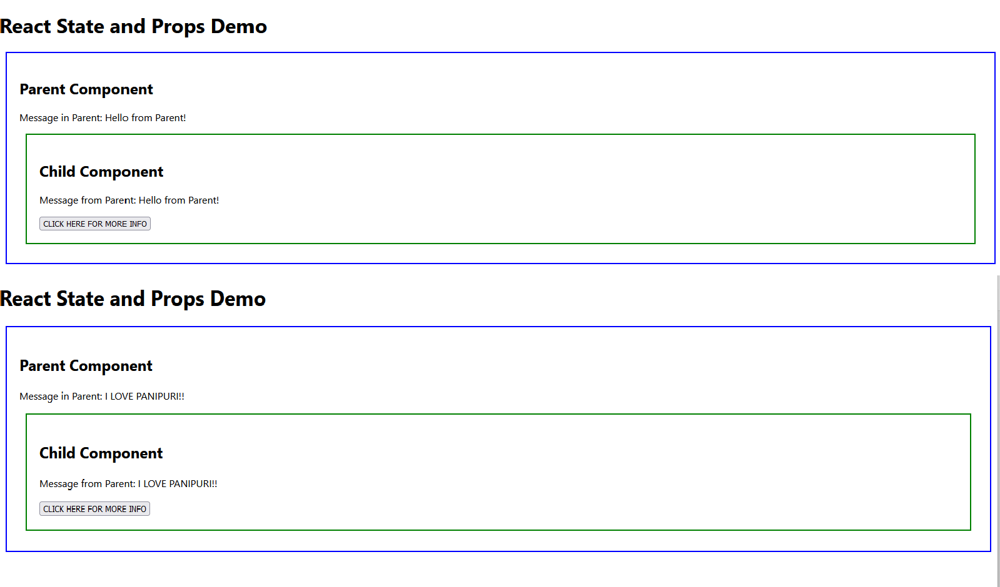 React State and Props Demo
Parent Component
Message in Parent: Hello from Parent!
Child Component
Message from Parent: Hello from Parent!
CLICK HERE FOR MORE INFO
React State and Props Demo
Parent Component
Message in Parent: I LOVE PANIPURI!!
Child Component
Message from Parent: I LOVE PANIPURI!!
CLICK HERE FOR MORE INFO